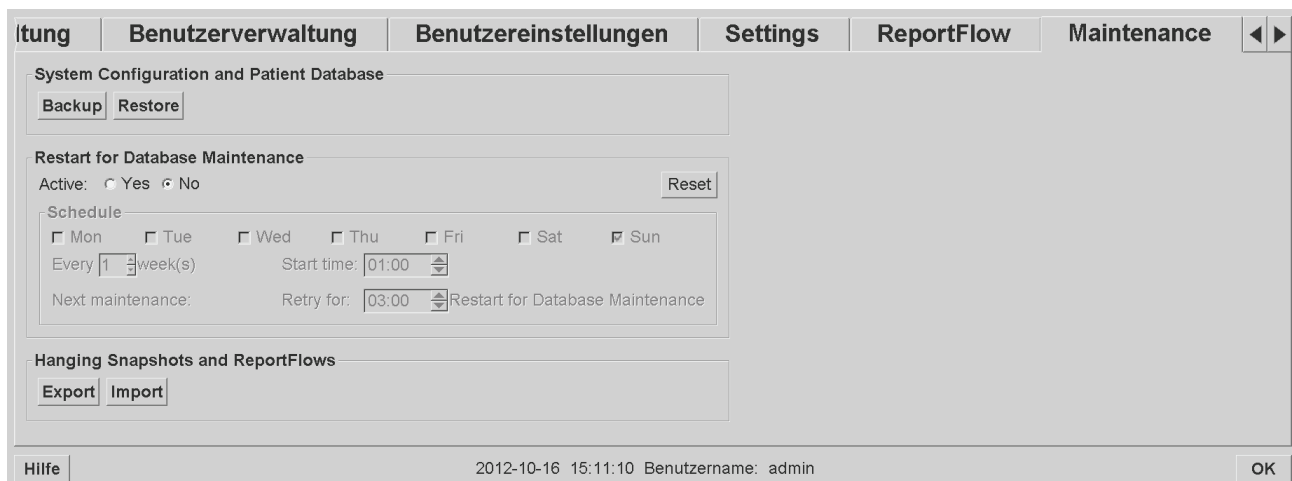 ltung Benutzerverwaltung Benutzereinstellungen Settings ReportFlow Maintenance
System Configuration and Patient Database
Backup Restore
Restart for Database Maintenance
Active: Yes No Reset
Schedule
Mon Tue Wed Thu Fri Sat Sun
Every 1 week(s) Start time: 01:00
Next maintenance: Retry for: 03:00 Restart for Database Maintenance
Hanging Snapshots and ReportFlows
Export Import
Hilfe 2012-10-16 15:11:10 Benutzername: admin OK